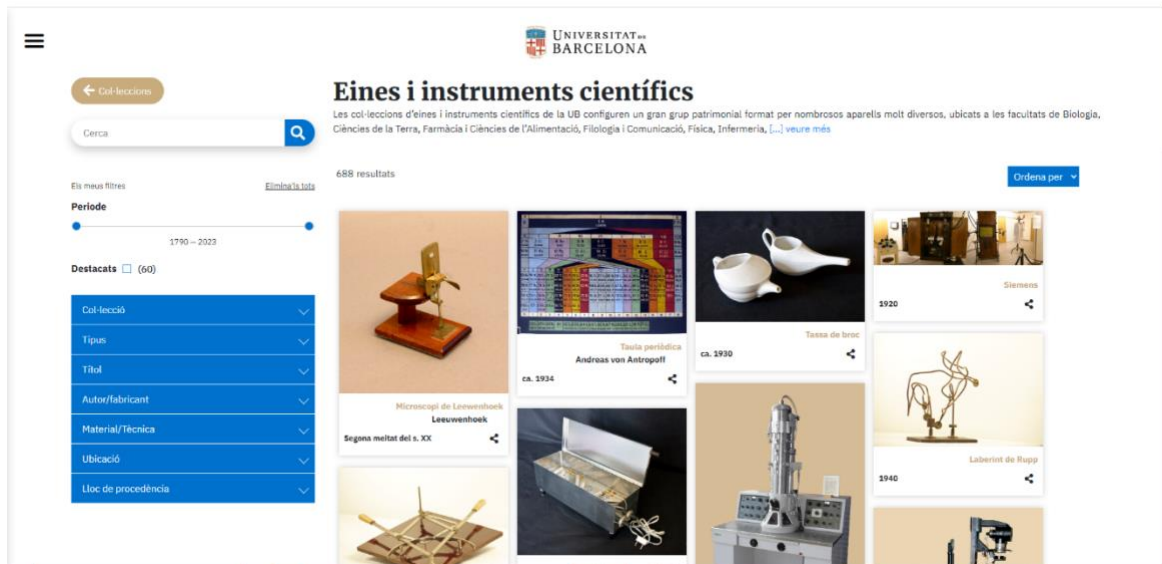 UNIVERSITAT DE
BARCELONA
Col·leccions
Cerca
Els meus filtres
Elimina'ls tots
Periode
1790 – 2023
Destacats (60)
Col·lecció
Tipus
Títol
Autor/fabricant
Material/Tècnica
Ubicació
Lloc de procedència
Eines i instruments científics
Les col·leccions d'eines i instruments científics de la UB configuren un gran grup patrimonial format per nombrosos aparells molt diversos, ubicats a les facultats de Biologia,
Ciències de la Terra, Farmàcia i Ciències de l'Alimentació, Filologia i Comunicació, Física, Infermeria, [...] veure més
688 resultats
Ordena per
Microscopi de Leewenhoek
Leeuwenhoek
Segona meitat del s. XX
Taula periòdica
Andreas von Antropoff
ca. 1934
Tassa de broc
ca. 1930
Siemens
1920
Laberint de Rupp
1940